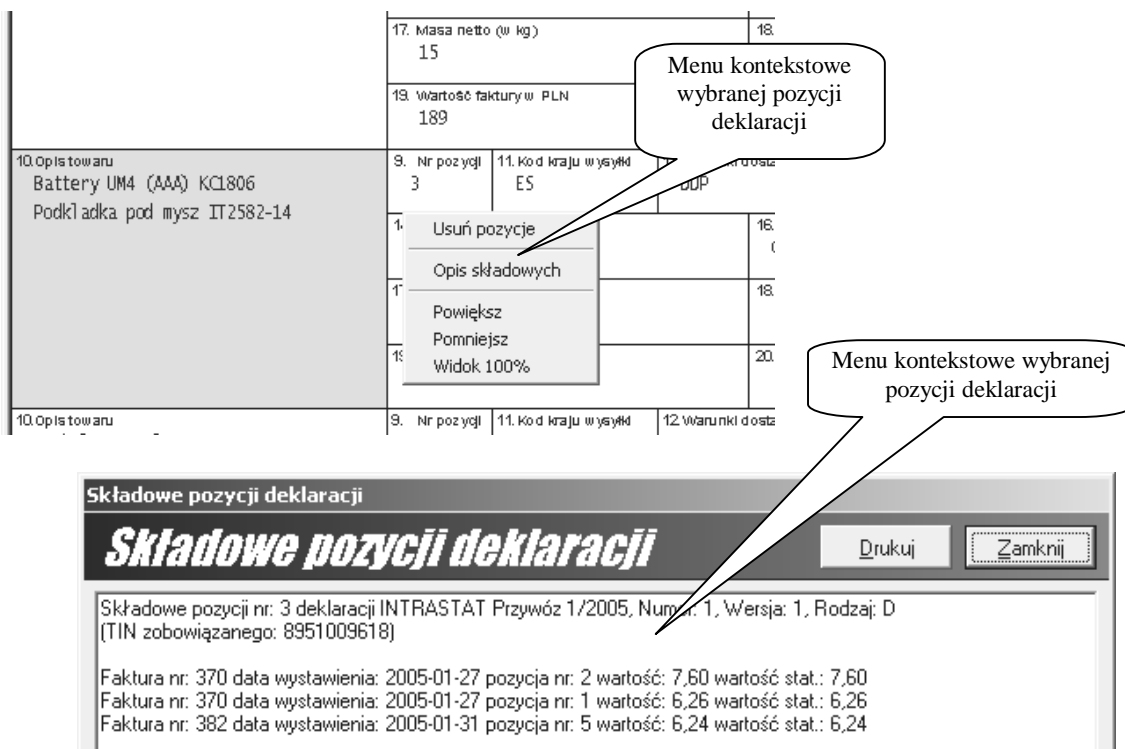 17. Masa netto (w kg)
18.
15
19. Wartość faktury w PLN
189
Menu kontekstowe
wybranej pozycji
deklaracji
10. Opis towaru
9. Nr pozycji
11. Kod kraju wysyłki
Battery UM4 (AAA) KC1806
3
ES
DDP
Podkladka pod mysz IT2582-14
Usuń pozycje
16.
Opis składowych
18.
Powiększ
Pomniejsz
Widok 100%
20.
Menu kontekstowe wybranej
pozycji deklaracji
10. Opis towaru
9. Nr pozycji
11. Kod kraju wysyłki
12. Warunki dosta
Składowe pozycji deklaracji
Składowe pozycji deklaracji
Drukuj
Zamknij
Składowe pozycji nr: 3 deklaracji INTRASTAT Przywóz 1/2005, Numer: 1, Wersja: 1, Rodzaj: D
(TIN zobowiązanego: 8951009618)
Faktura nr: 370 data wystawienia: 2005-01-27 pozycja nr: 2 wartość: 7,60 wartość stat.: 7,60
Faktura nr: 370 data wystawienia: 2005-01-27 pozycja nr: 1 wartość: 6,26 wartość stat.: 6,26
Faktura nr: 382 data wystawienia: 2005-01-31 pozycja nr: 5 wartość: 6,24 wartość stat.: 6,24